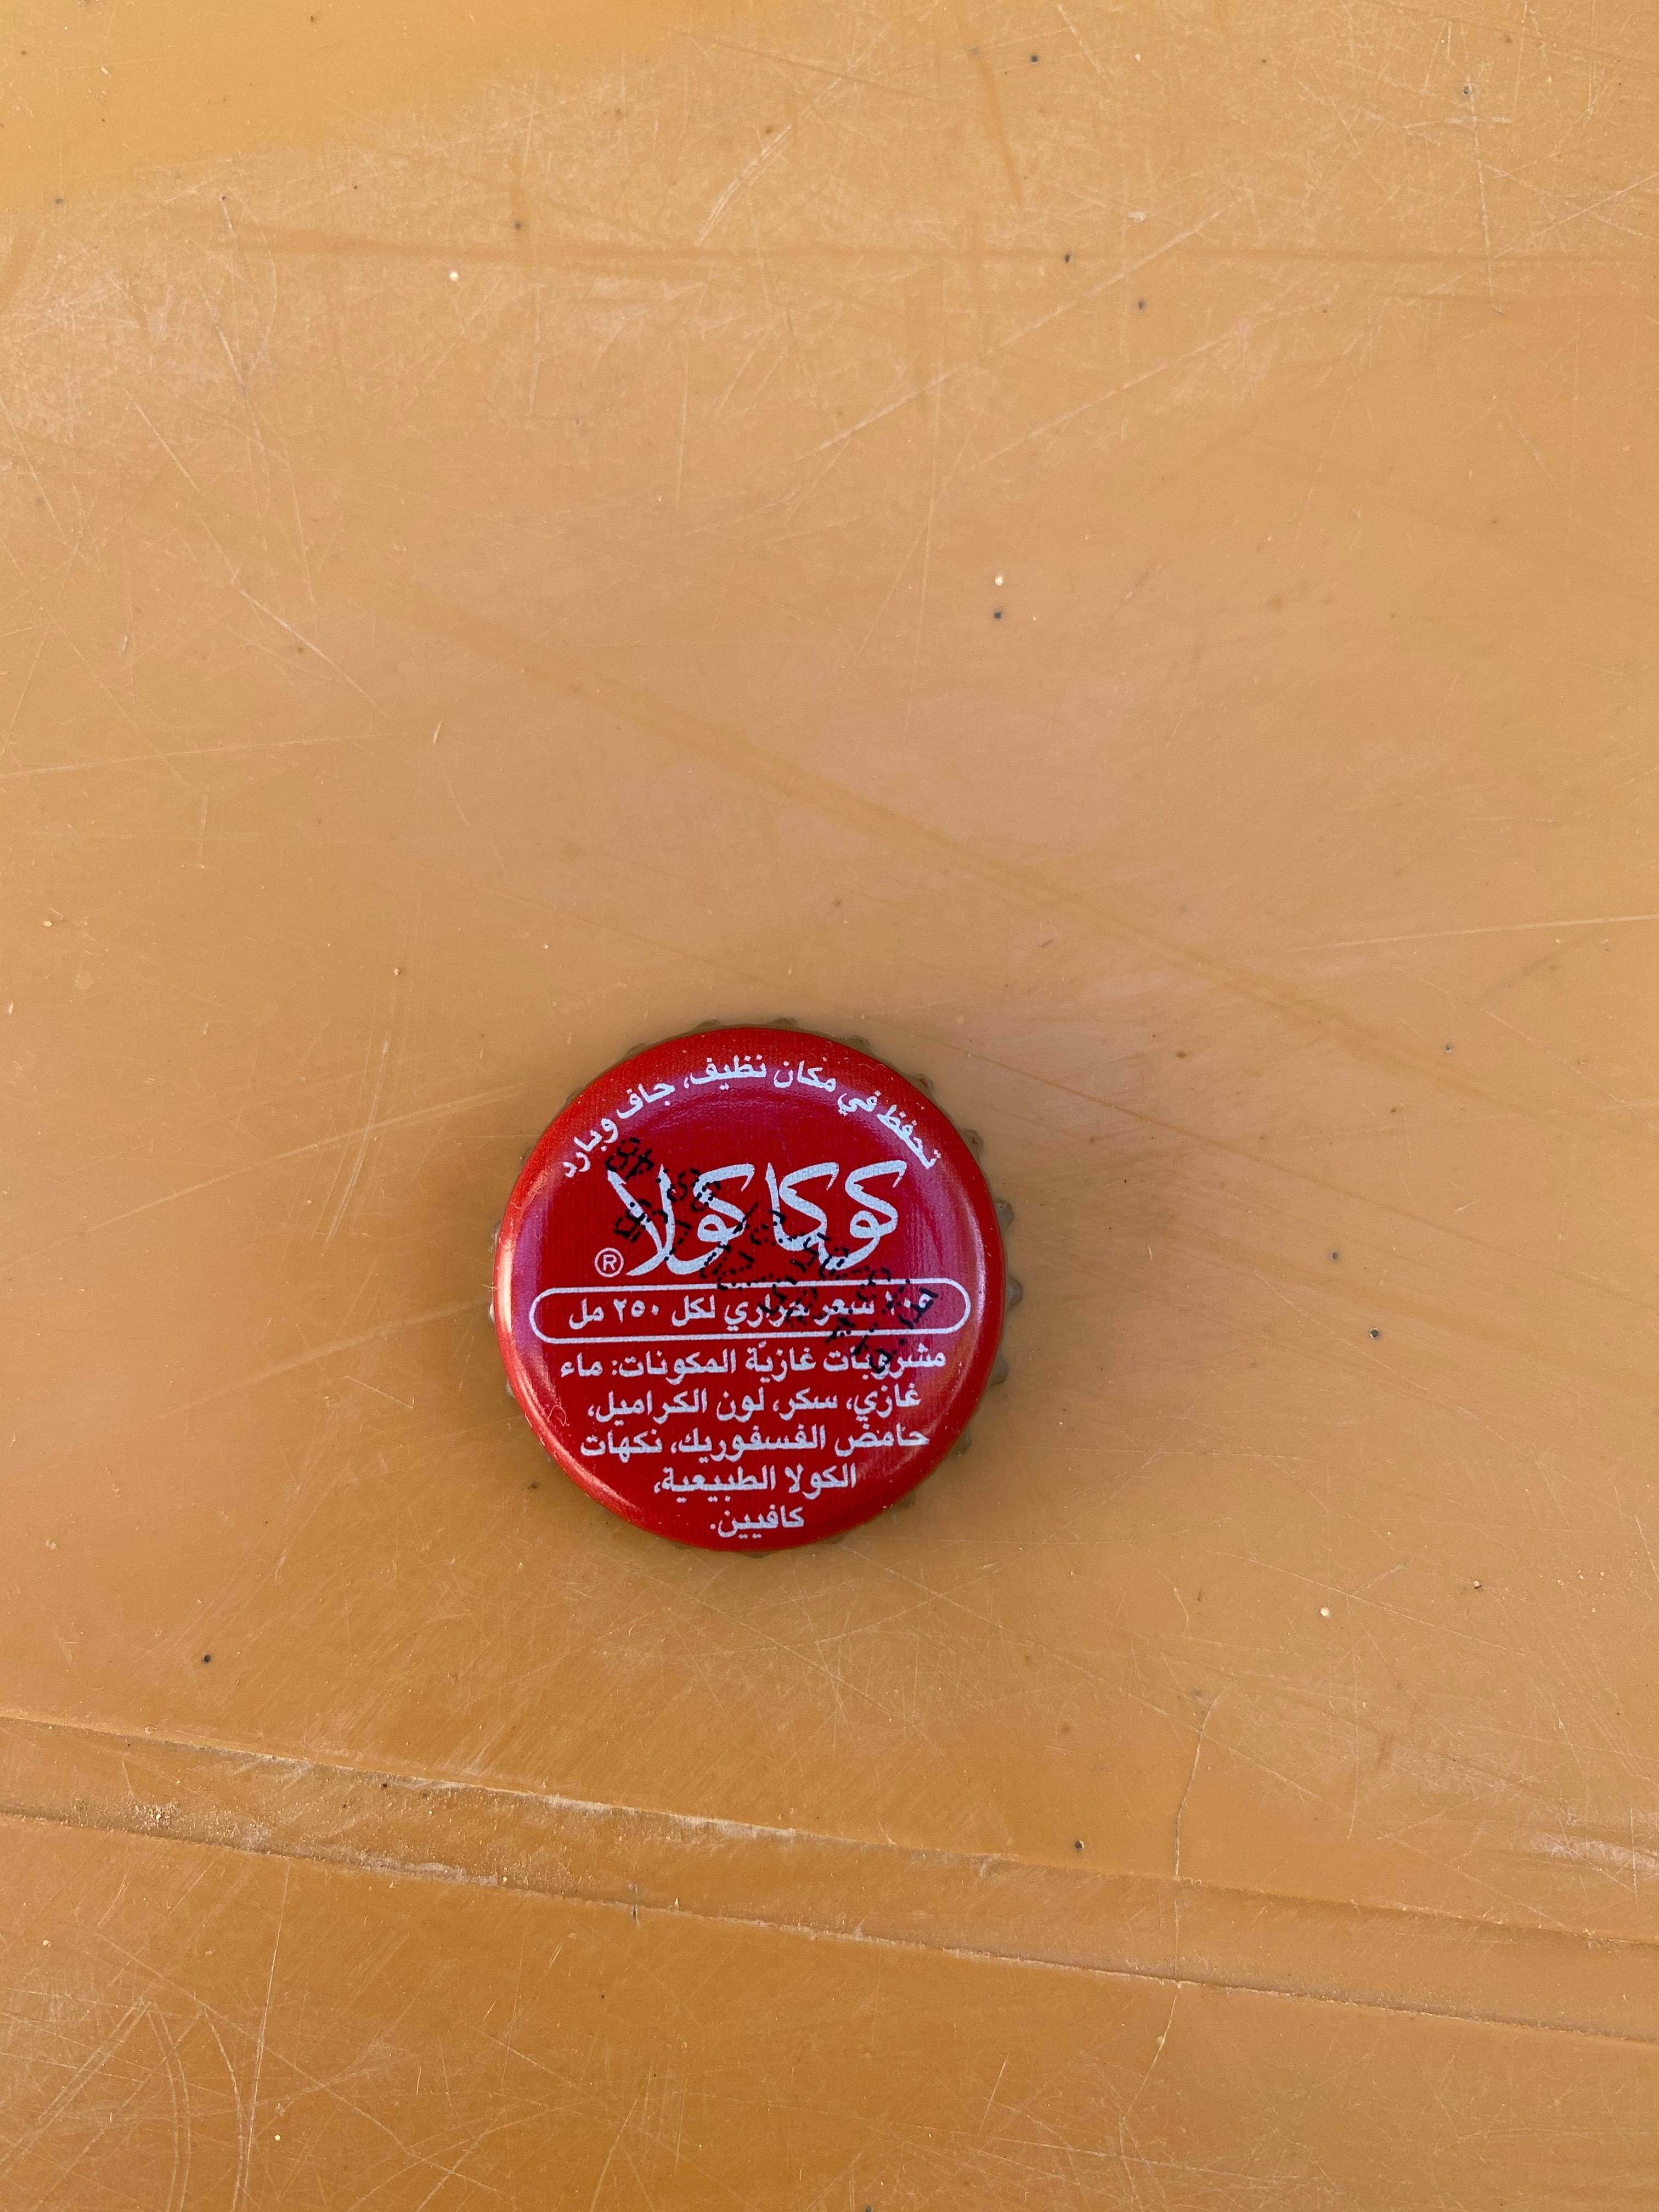 تحفظ في مكان نظيف، جاف وبارد
كوكاكولا ®
سعر حراري لكل ٢٥٠ مل
مشروبات غازيّة المكونات: ماء
غازي، سكر، لون الكراميل،
حامض الفسفوريك، نكهات
الكولا الطبيعية،
كافيين.